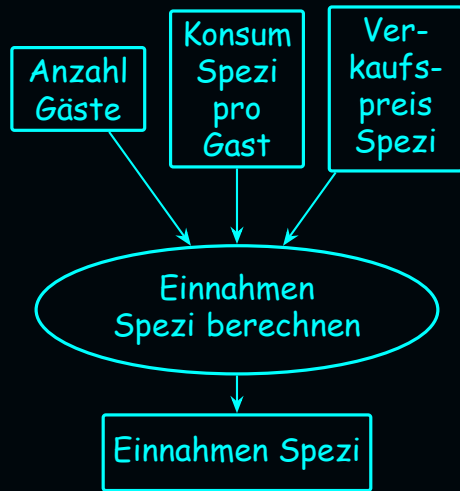 Anzahl
Gäste
Konsum
Spezi
pro
Gast
Ver-
kaufs-
preis
Spezi
Einnahmen
Spezi berechnen
Einnahmen Spezi